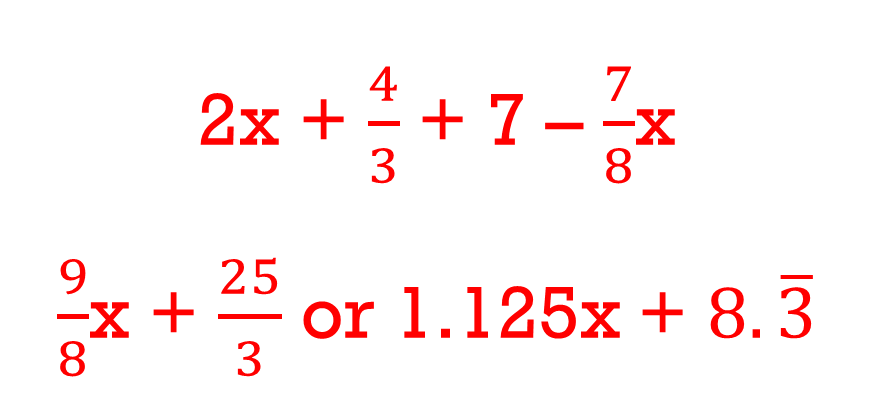 2x + 4/3 + 7 – 7/8x
9/8x + 25/3 or 1.125x + 8.3̅